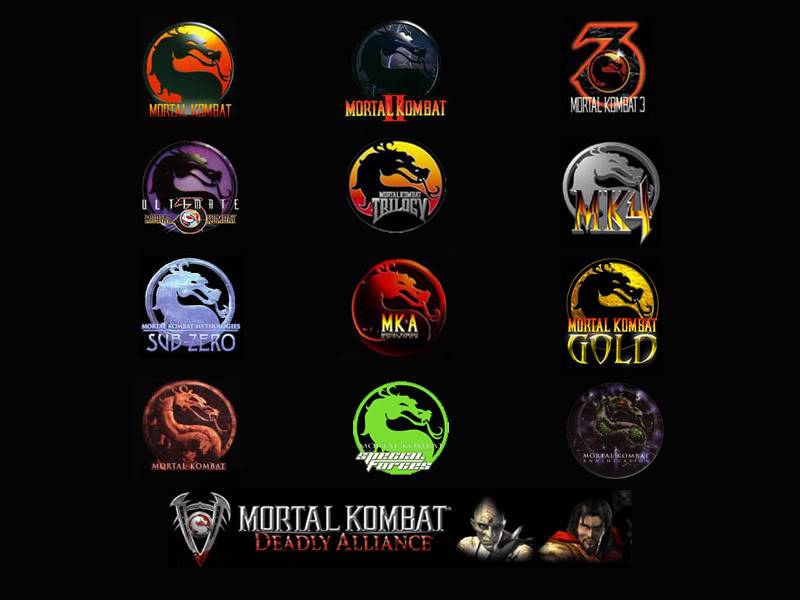 MORTAL KOMBAT
MORTAL II KOMBAT
3
MORTAL KOMBAT 3
ULTIMATE
MORTAL 3 KOMBAT
MORTAL KOMBAT
TRILOGY
MK4
MORTAL KOMBAT MYTHOLOGIES
SUB-ZERO
MKA
MORTAL KOMBAT
GOLD
MORTAL KOMBAT
MORTAL KOMBAT
SPECIAL
FORCES
MORTAL KOMBAT
ANNIHILATION
MORTAL KOMBAT®
DEADLY ALLIANCE